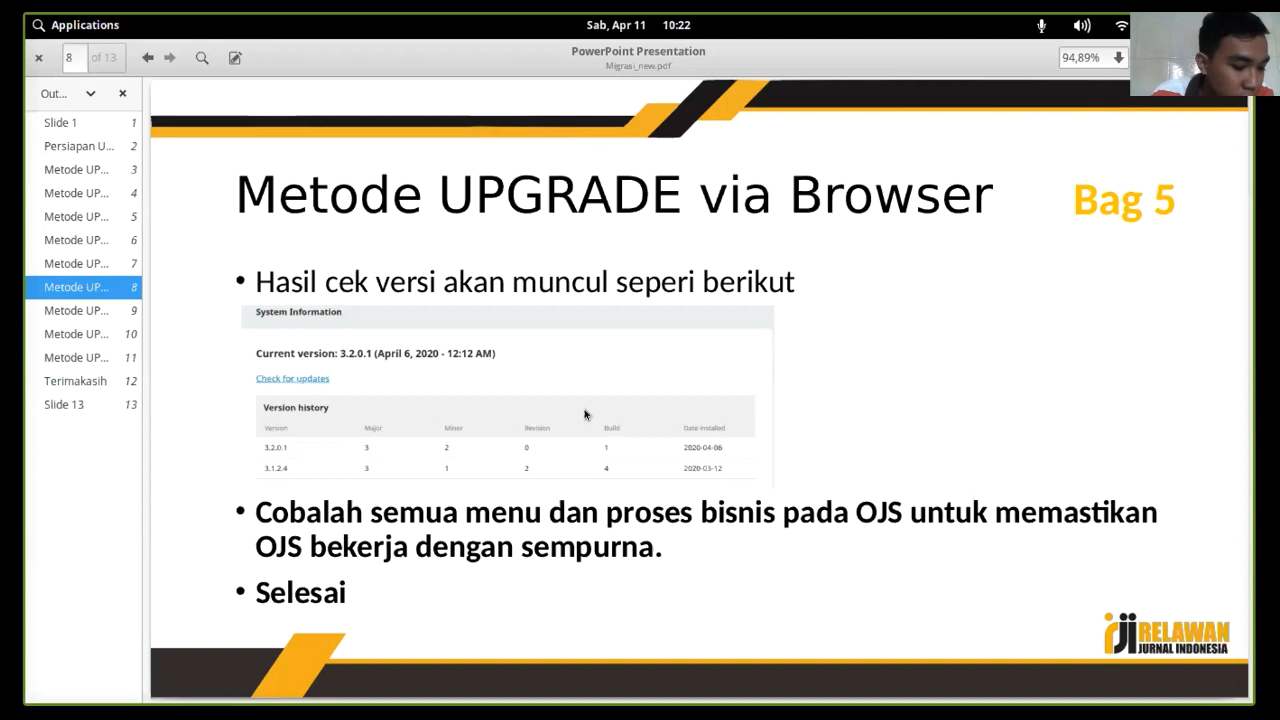 Applications
Sab, Apr 11 10:22
8 of 13
PowerPoint Presentation
Migrasi_new.pdf
94,89%
Out...
Slide 1 1
Persiapan U... 2
Metode UP... 3
Metode UP... 4
Metode UP... 5
Metode UP... 6
Metode UP... 7
Metode UP... 8
Metode UP... 9
Metode UP... 10
Metode UP... 11
Terimakasih 12
Slide 13 13
Metode UPGRADE via Browser
Bag 5
• Hasil cek versi akan muncul seperi berikut
System Information
Current version: 3.2.0.1 (April 6, 2020 - 12:12 AM)
Check for updates
Version history
Version Major Minor Revision Build Date installed
3.2.0.1 3 2 0 1 2020-04-06
3.1.2.4 3 1 2 4 2020-03-12
• Cobalah semua menu dan proses bisnis pada OJS untuk memastikan
OJS bekerja dengan sempurna.
• Selesai
rji RELAWAN
JURNAL INDONESIA